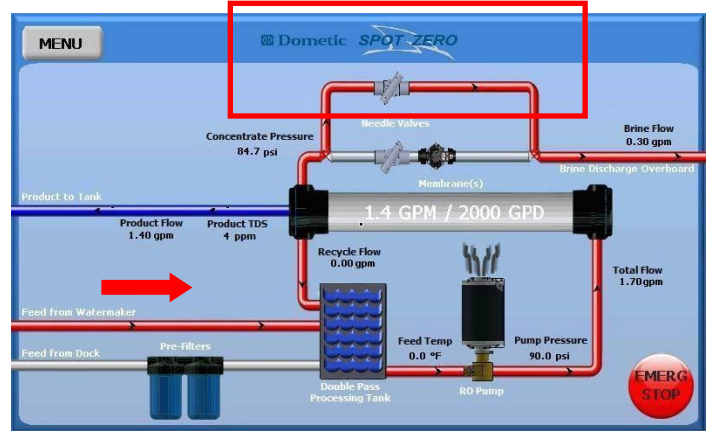 MENU
Dometic SPOT ZERO
Needle Valves
Concentrate Pressure
84.7 psi
Brine Flow
0.30 gpm
Brine Discharge Overboard
Membrane(s)
1.4 GPM / 2000 GPD
Product to Tank
Product Flow
1.40 gpm
Product TDS
4 ppm
Recycle Flow
0.00 gpm
Total Flow
1.70gpm
Feed from Watermaker
Feed from Dock
Pre-Filters
Feed Temp
0.0 °F
Pump Pressure
90.0 psi
Double Pass
Processing Tank
RO Pump
EMERG
STOP